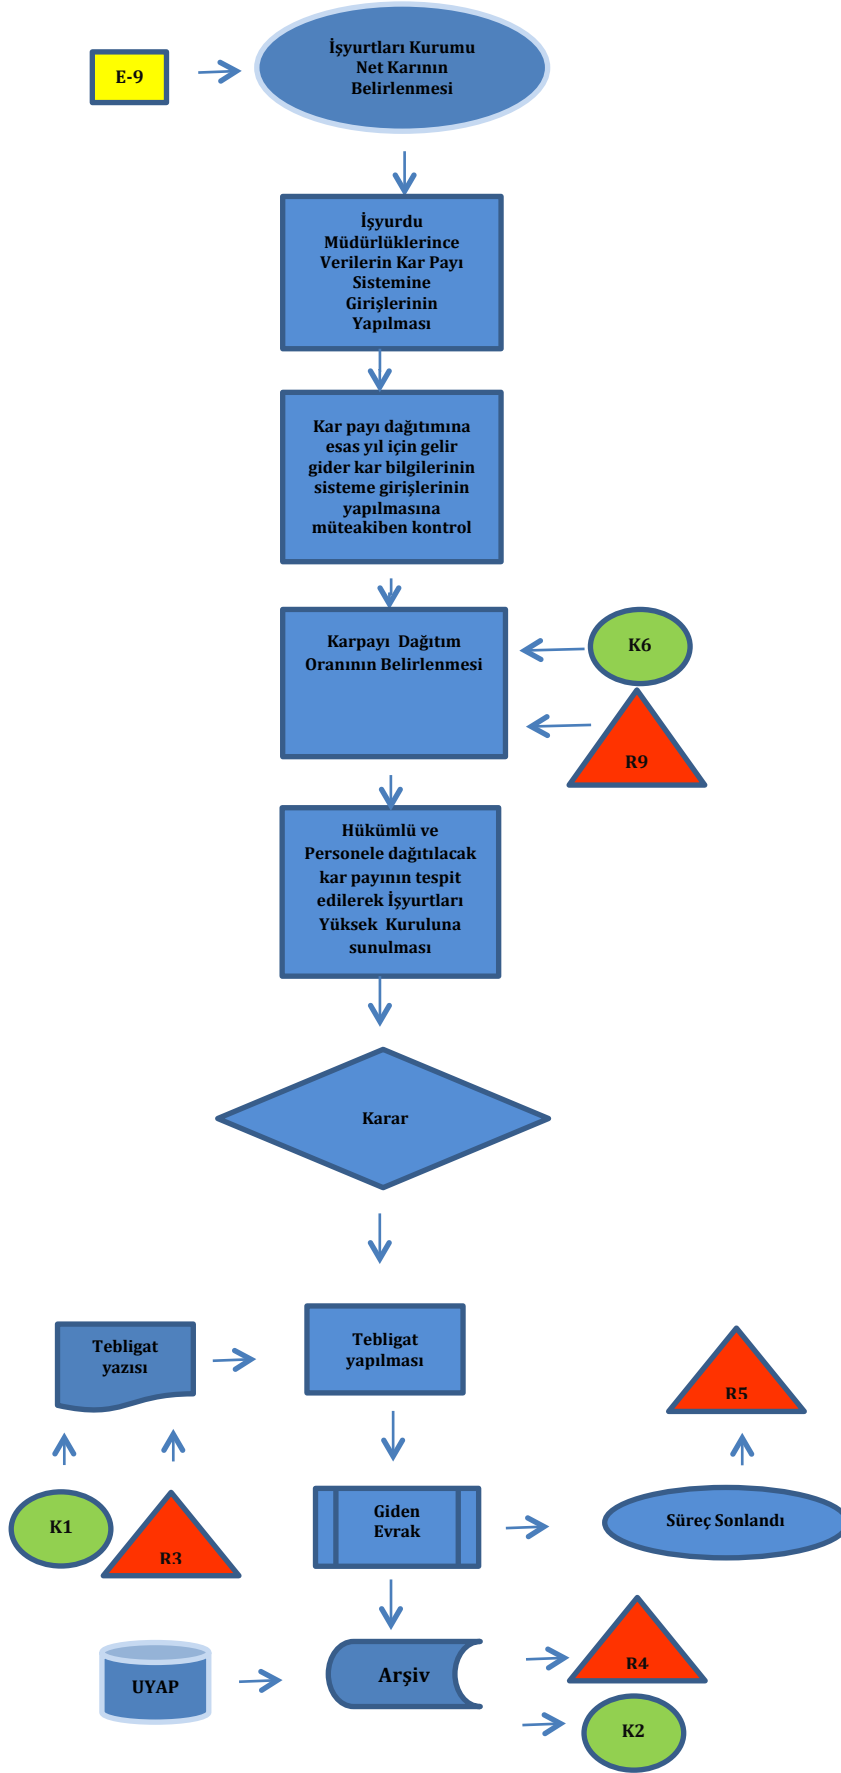 E-9
İşyurtları Kurumu
Net Karının
Belirlenmesi
İşyurdu
Müdürlüklerince
Verilerin Kar Payı
Sistemine
Girişlerinin
Yapılması
Kar payı dağıtımına
esas yıl için gelir
gider kar bilgilerinin
sisteme girişlerinin
yapılmasına
müteakiben kontrol
Karpayı Dağıtım
Oranının Belirlenmesi
K6
R9
Hükümlü ve
Personele dağıtılacak
kar payının tespit
edilerek İşyurtları
Yüksek Kuruluna
sunulması
Karar
Tebligat
yazısı
Tebligat
yapılması
R5
K1
R3
Giden
Evrak
Süreç Sonlandı
UYAP
Arşiv
R4
K2